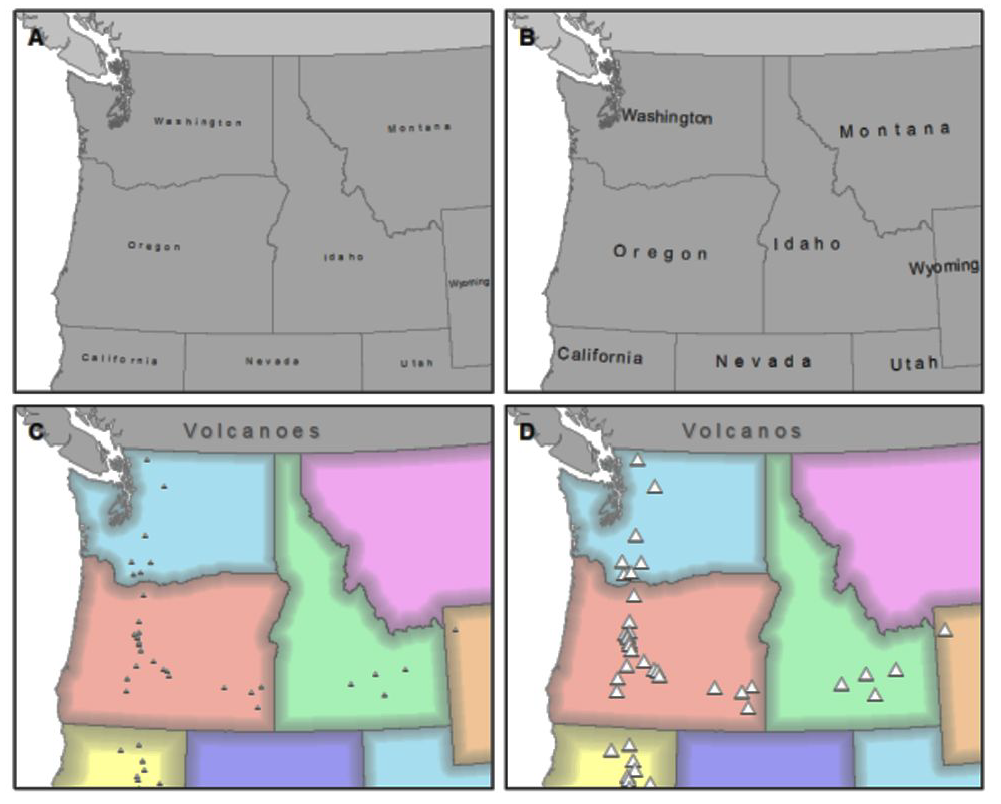 A
Washington
Montana
Oregon
Idaho
Wyoming
California
Nevada
Utah
B
Washington
Montana
Oregon
Idaho
Wyoming
California
Nevada
Utah
C
Volcanoes
D
Volcanos